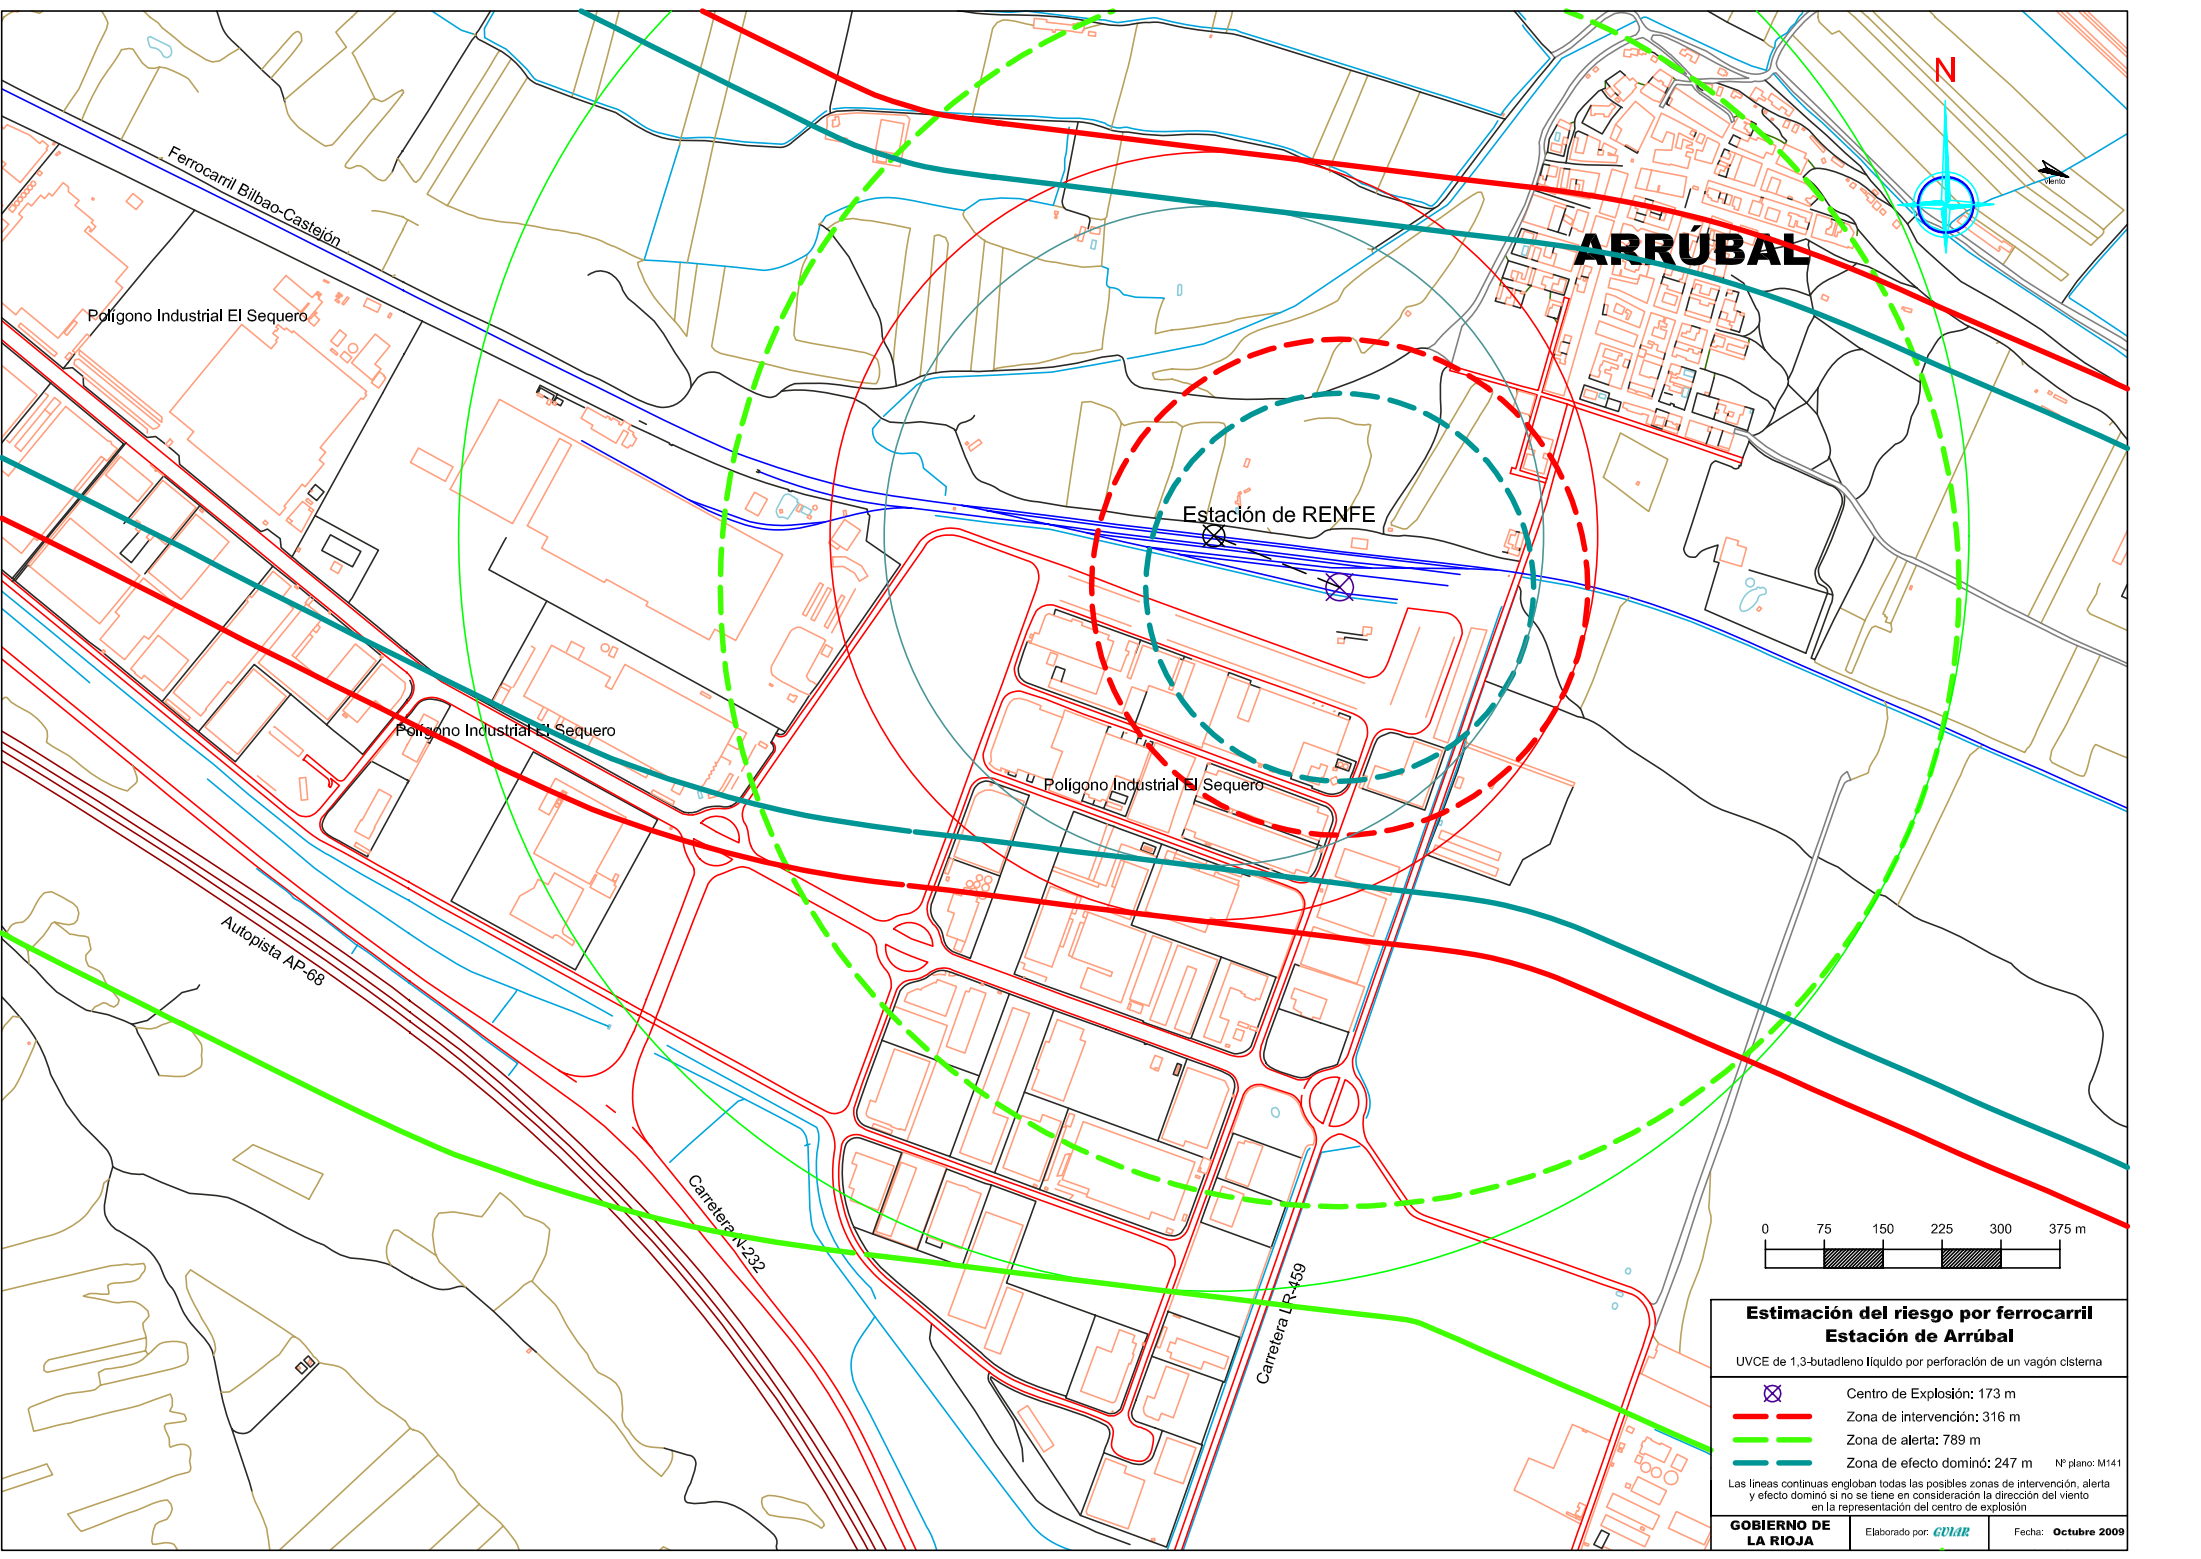 N
viento
ARRÚBAL
Ferrocarril Bilbao-Castejón
Polígono Industrial El Sequero
Estación de RENFE
Polígono Industrial El Sequero
Polígono Industrial El Sequero
Autopista AP-68
Carretera N-232
Carretera LR-459
0 75 150 225 300 375 m
Estimación del riesgo por ferrocarril
Estación de Arrúbal
UVCE de 1,3-butadieno líquido por perforación de un vagón cisterna
Centro de Explosión: 173 m
Zona de intervención: 316 m
Zona de alerta: 789 m
Zona de efecto dominó: 247 m Nº plano: M141
Las líneas continuas engloban todas las posibles zonas de intervención, alerta
y efecto dominó si no se tiene en consideración la dirección del viento
en la representación del centro de explosión
GOBIERNO DE
LA RIOJA
Elaborado por: GUIAR
Fecha: Octubre 2009